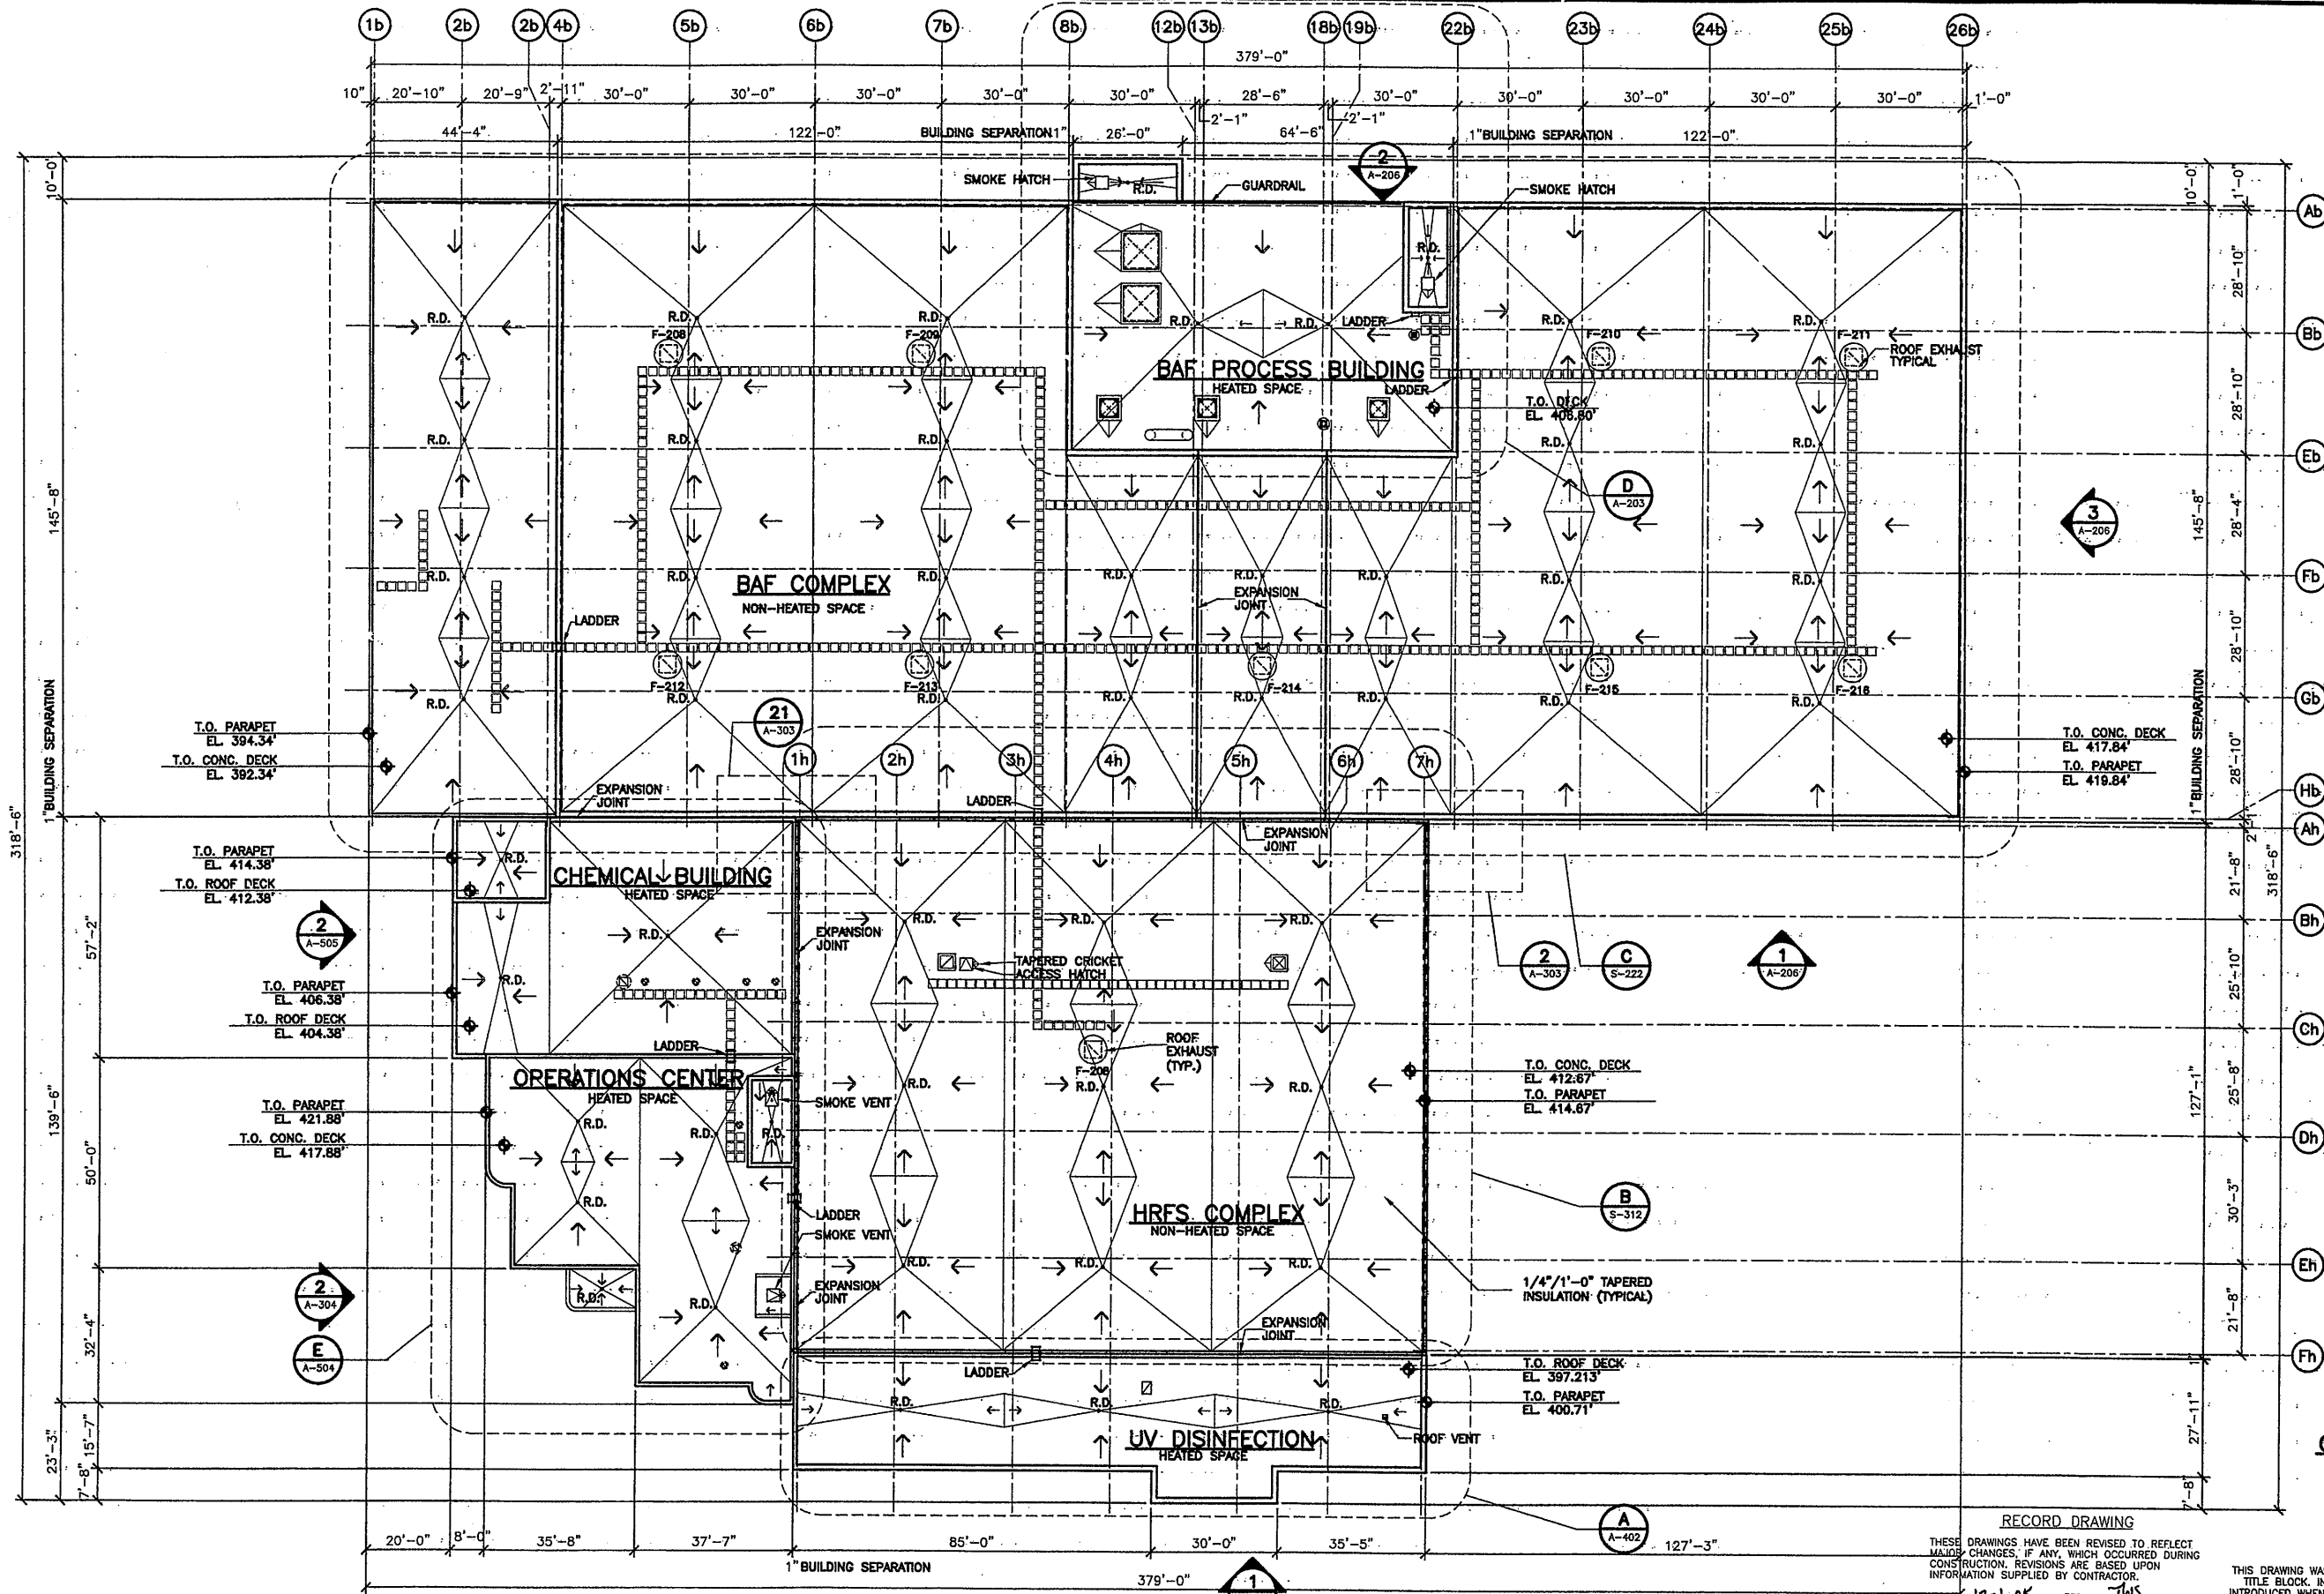 1b 2b 2b 4b 5b 6b 7b 8b 12b 13b 18b 19b 22b 23b 24b 25b 26b
379'-0"
10" 20'-10" 20'-9" 2'-11" 30'-0" 30'-0" 30'-0" 30'-0" 30'-0" 28'-6" 30'-0" 30'-0" 30'-0" 30'-0" 30'-0" 1'-0"
2'-1" 2'-1"
44'-4" 122'-0" BUILDING SEPARATION 1" 26'-0" 64'-6" 1" BUILDING SEPARATION 122'-0"
10'-0"
SMOKE HATCH
R.D.
GUARDRAIL
2
A-206
SMOKE HATCH
10'-0"
1'-0"
Ab
R.D.
28'-10"
R.D. R.D. R.D. R.D. R.D. LADDER R.D. R.D.
Bb
F-208 F-209 F-210 F-211
ROOF EXHAUST
TYPICAL
BAF PROCESS BUILDING
HEATED SPACE
LADDER
28'-10"
T.O. DECK
EL. 406.80'
R.D. R.D. R.D. R.D. R.D.
Eb
D
A-203
3
A-206
145'-8"
145'-8"
28'-4"
R.D. R.D. R.D. R.D. R.D. R.D. R.D. R.D.
Fb
BAF COMPLEX
NON-HEATED SPACE
EXPANSION
JOINT
LADDER
28'-10"
F-212 F-213 F-214 F-215 F-216
R.D. R.D. R.D. R.D. R.D. R.D. R.D. R.D.
Gb
21
A-303
1" BUILDING SEPARATION
1" BUILDING SEPARATION
T.O. PARAPET
EL. 394.34'
T.O. CONC. DECK
EL. 392.34'
1h 2h 3h 4h 5h 6h 7h
T.O. CONC. DECK
EL. 417.84'
T.O. PARAPET
EL. 419.84'
28'-10"
Hb
EXPANSION
JOINT
LADDER
EXPANSION
JOINT
2'-1"
Ah
318'-6"
318'-6"
T.O. PARAPET
EL. 414.38'
T.O. ROOF DECK
EL. 412.38'
R.D.
CHEMICAL BUILDING
HEATED SPACE
21'-8"
2
A-505
57'-2"
R.D.
EXPANSION
JOINT
R.D. R.D. R.D.
Bh
TAPERED CRICKET
ACCESS HATCH
2
A-303
C
S-222
1
A-206
T.O. PARAPET
EL. 406.38'
T.O. ROOF DECK
EL. 404.38'
R.D.
25'-10"
Ch
LADDER
ROOF
EXHAUST
(TYP.)
F-206
OPERATIONS CENTER
HEATED SPACE
T.O. CONC. DECK
EL. 412.67'
T.O. PARAPET
EL. 414.67'
139'-6"
T.O. PARAPET
EL. 421.88'
T.O. CONC. DECK
EL. 417.88'
SMOKE VENT
R.D. R.D. R.D.
R.D. R.D. R.D.
127'-1"
25'-8"
Dh
50'-0"
R.D.
LADDER
SMOKE VENT
HRFS COMPLEX
NON-HEATED SPACE
B
S-312
30'-3"
Eh
2
A-304
R.D. R.D.
EXPANSION
JOINT
R.D. R.D. R.D.
1/4"/1'-0" TAPERED
INSULATION (TYPICAL)
32'-4"
E
A-504
21'-8"
EXPANSION
JOINT
LADDER
Fh
T.O. ROOF DECK
EL. 397.213'
T.O. PARAPET
EL. 400.71'
R.D. R.D. R.D.
ROOF VENT
UV DISINFECTION
HEATED SPACE
23'-3"
15'-7"
7'-8"
27'-11"
7'-8"
A
A-402
20'-0" 8'-0" 35'-8" 37'-7" 85'-0" 30'-0" 35'-5" 127'-3"
1" BUILDING SEPARATION
379'-0"
1
RECORD DRAWING
THESE DRAWINGS HAVE BEEN REVISED TO REFLECT
MAJOR CHANGES, IF ANY, WHICH OCCURRED DURING
CONSTRUCTION. REVISIONS ARE BASED UPON
INFORMATION SUPPLIED BY CONTRACTOR.
THIS DRAWING WA
TITLE BLOCK. IN
INTRODUCED WHEN